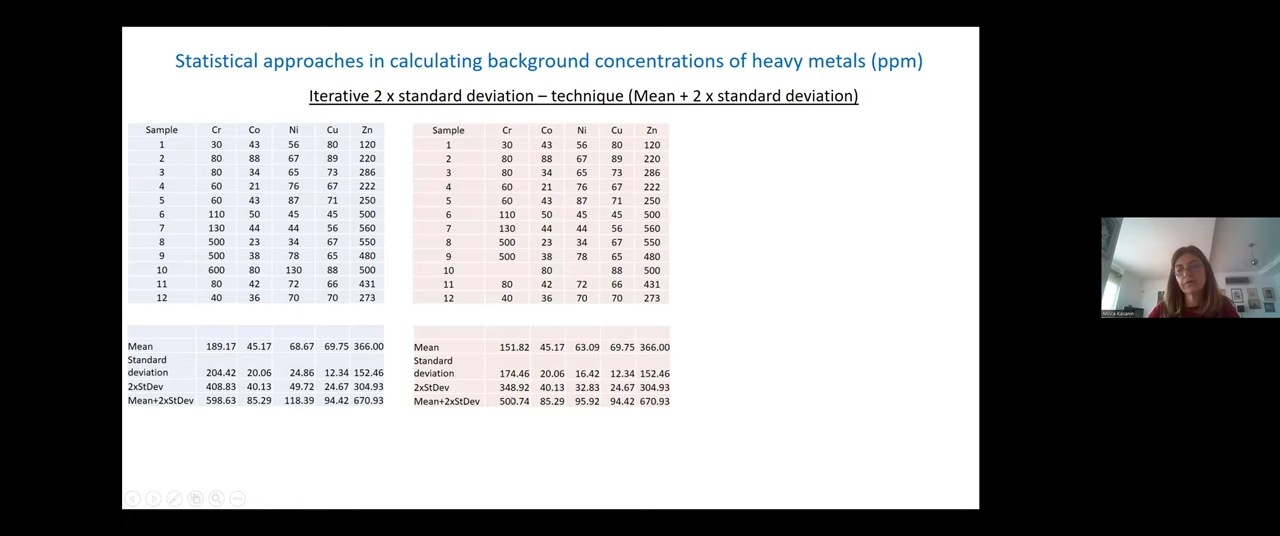 Statistical approaches in calculating background concentrations of heavy metals (ppm)
Iterative 2 x standard deviation – technique (Mean + 2 x standard deviation)
Sample Cr Co Ni Cu Zn
1 30 43 56 80 120
2 80 88 67 89 220
3 80 34 65 73 286
4 60 21 76 67 222
5 60 43 87 71 250
6 110 50 45 45 500
7 130 44 44 56 560
8 500 23 34 67 550
9 500 38 78 65 480
10 600 80 130 88 500
11 80 42 72 66 431
12 40 36 70 70 273
Mean 189.17 45.17 68.67 69.75 366.00
Standard
deviation 204.42 20.06 24.86 12.34 152.46
2xStDev 408.83 40.13 49.72 24.67 304.93
Mean+2xStDev 598.63 85.29 118.39 94.42 670.93
Sample Cr Co Ni Cu Zn
1 30 43 56 80 120
2 80 88 67 89 220
3 80 34 65 73 286
4 60 21 76 67 222
5 60 43 87 71 250
6 110 50 45 45 500
7 130 44 44 56 560
8 500 23 34 67 550
9 500 38 78 65 480
10 80 88 500
11 80 42 72 66 431
12 40 36 70 70 273
Mean 151.82 45.17 63.09 69.75 366.00
Standard
deviation 174.46 20.06 16.42 12.34 152.46
2xStDev 348.92 40.13 32.83 24.67 304.93
Mean+2xStDev 500.74 85.29 95.92 94.42 670.93